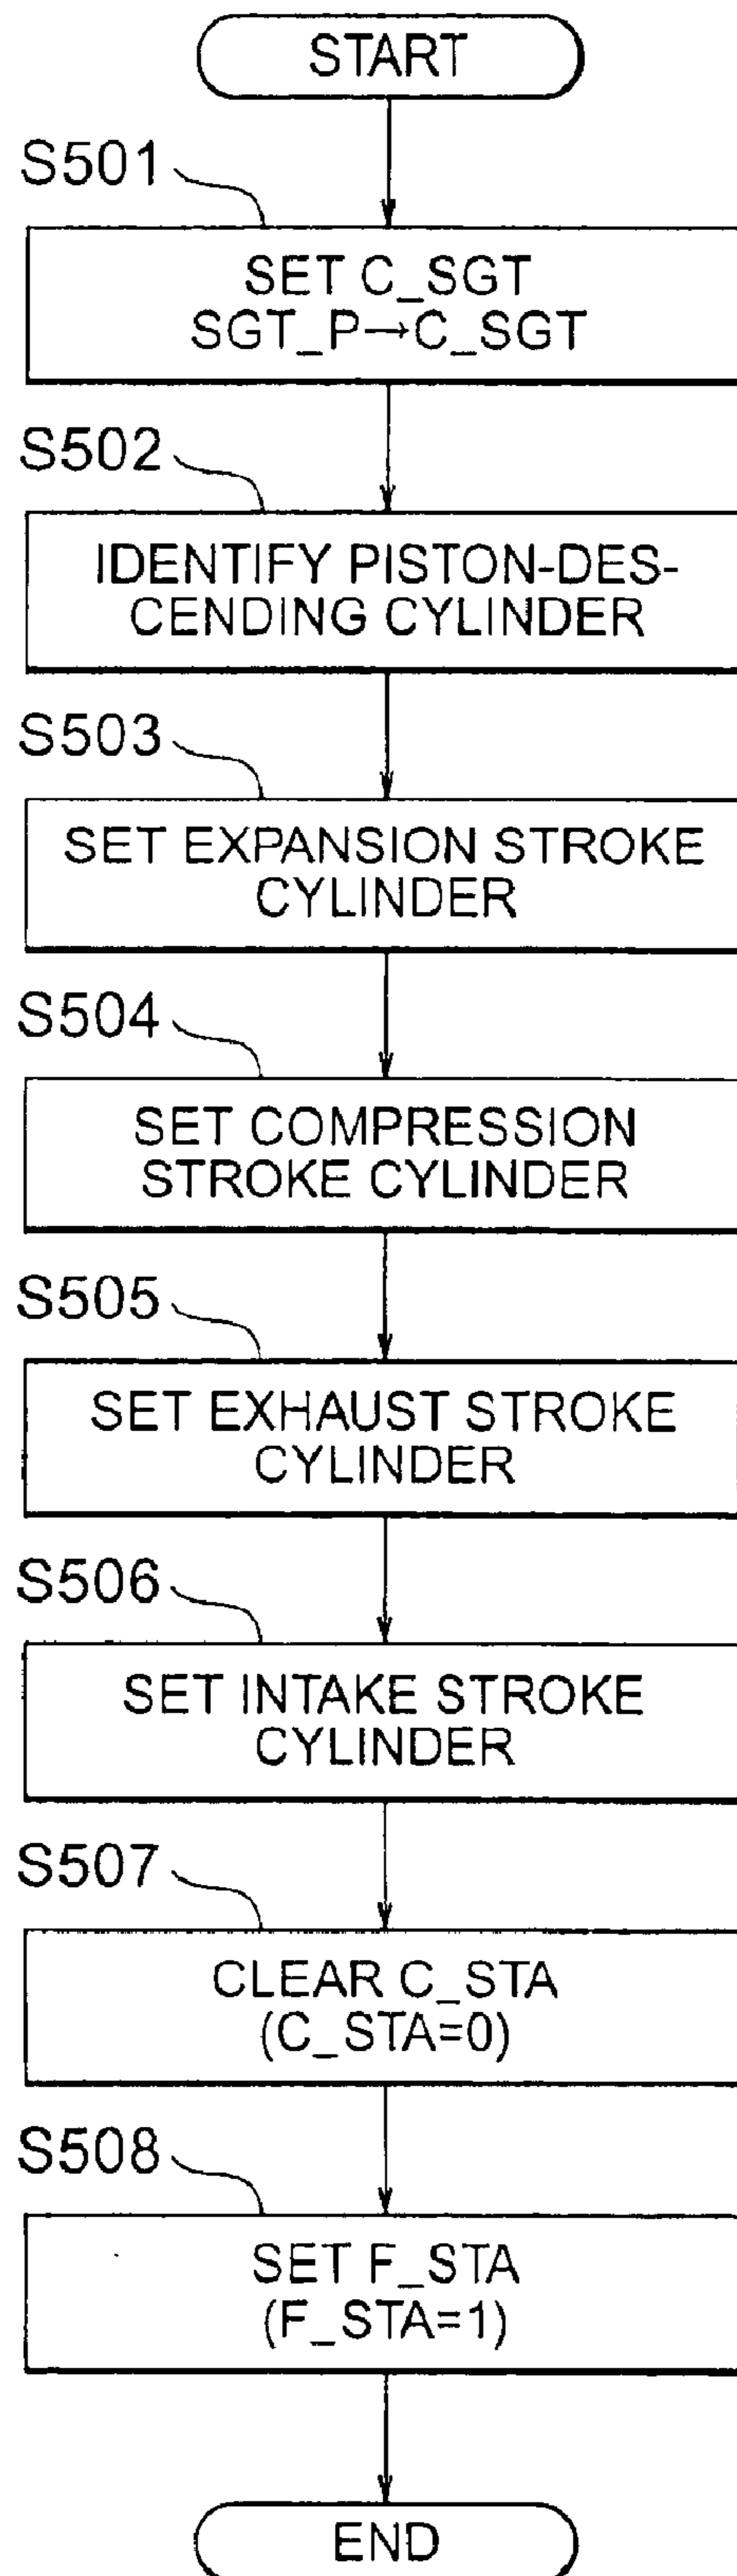 START
S501
SET C_SGT
SGT_P→C_SGT
S502
IDENTIFY PISTON-DES-
CENDING CYLINDER
S503
SET EXPANSION STROKE
CYLINDER
S504
SET COMPRESSION
STROKE CYLINDER
S505
SET EXHAUST STROKE
CYLINDER
S506
SET INTAKE STROKE
CYLINDER
S507
CLEAR C_STA
(C_STA=0)
S508
SET F_STA
(F_STA=1)
END